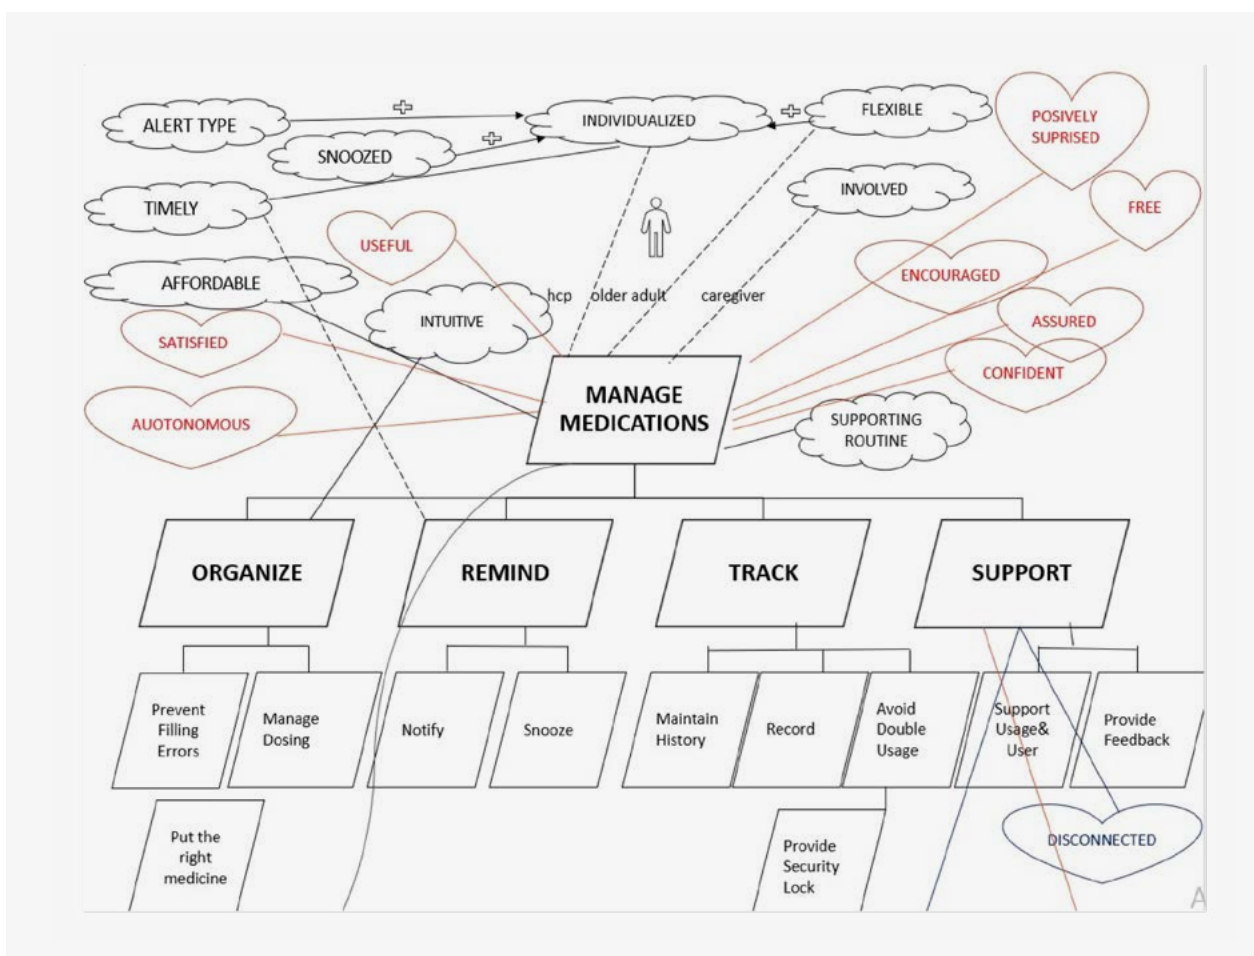 ALERT TYPE
INDIVIDUALIZED
FLEXIBLE
POSIVELY
SUPRISED
SNOOZED
INVOLVED
TIMELY
FREE
USEFUL
ENCOURAGED
AFFORDABLE
hcp
older adult
caregiver
INTUITIVE
ASSURED
SATISFIED
CONFIDENT
MANAGE
MEDICATIONS
AUOTONOMOUS
SUPPORTING
ROUTINE
ORGANIZE
REMIND
TRACK
SUPPORT
Prevent
Filling
Errors
Manage
Dosing
Notify
Snooze
Maintain
History
Record
Avoid
Double
Usage
Support
Usage&
User
Provide
Feedback
Put the
right
medicine
Provide
Security
Lock
DISCONNECTED
A